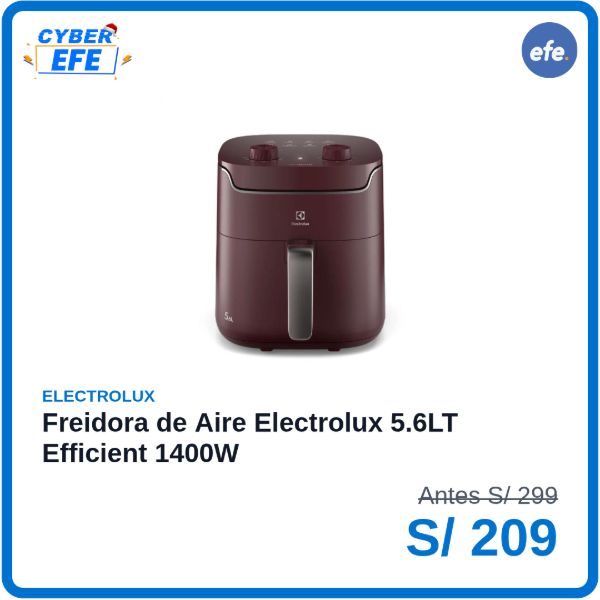 CYBER
EFE
efe.
Electrolux
5.6L
ELECTROLUX
Freidora de Aire Electrolux 5.6LT
Efficient 1400W
Antes S/ 299
S/ 209